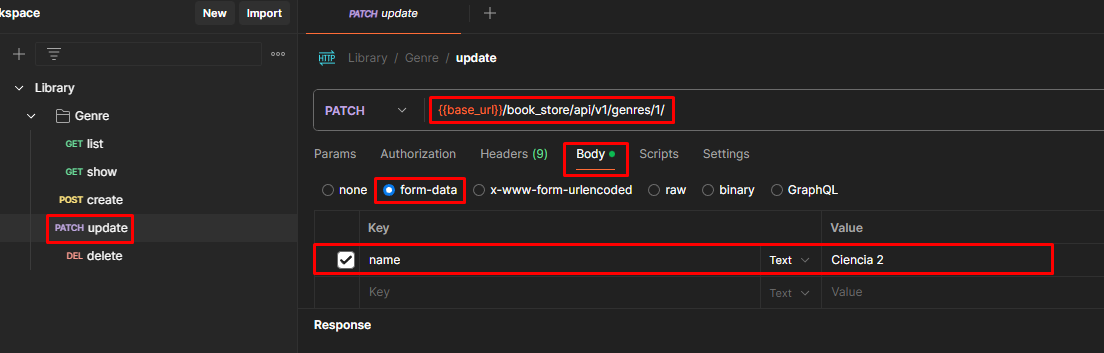 kspace New Import
PATCH update
Library / Genre / update
Library
Genre
GET list
GET show
POST create
PATCH update
DEL delete
HTTP
PATCH {{base_url}}/book_store/api/v1/genres/1/
Params Authorization Headers (9) Body Scripts Settings
none form-data x-www-form-urlencoded raw binary GraphQL
Key Value
name Text Ciencia 2
Key Text Value
Response